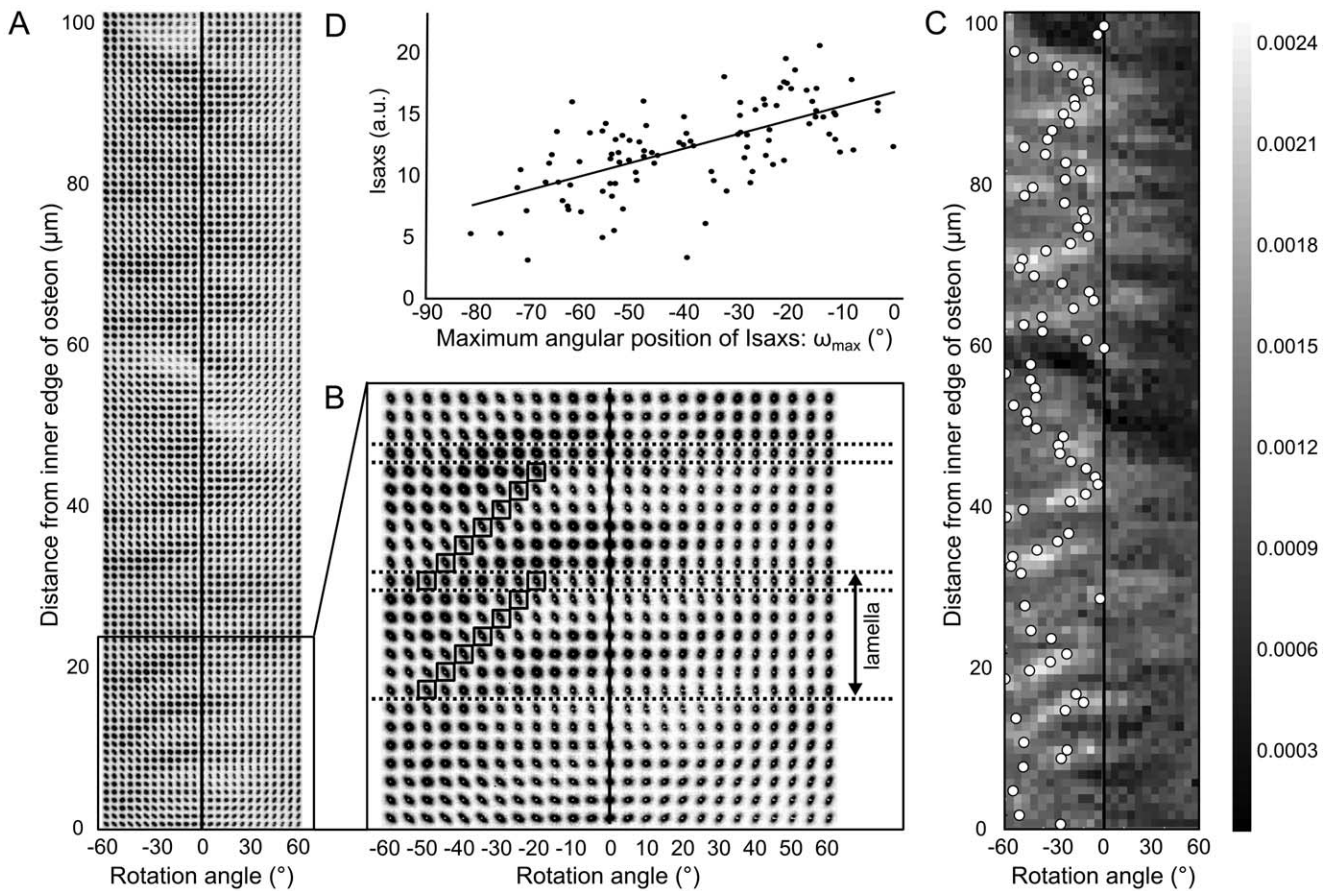 A
100
80
60
40
20
0
Distance from inner edge of osteon (µm)
-60
-30
0
30
60
Rotation angle (°)
D
20
15
10
5
0
Isaxs (a.u.)
-90 -80 -70 -60 -50 -40 -30 -20 -10 0
Maximum angular position of Isaxs: ωmax (°)
B
lamella
-60 -50 -40 -30 -20 -10 0 10 20 30 40 50 60
Rotation angle (°)
C
100
80
60
40
20
0
Distance from inner edge of osteon (µm)
-60 -30 0 30 60
Rotation angle (°)
0.0024
0.0021
0.0018
0.0015
0.0012
0.0009
0.0006
0.0003